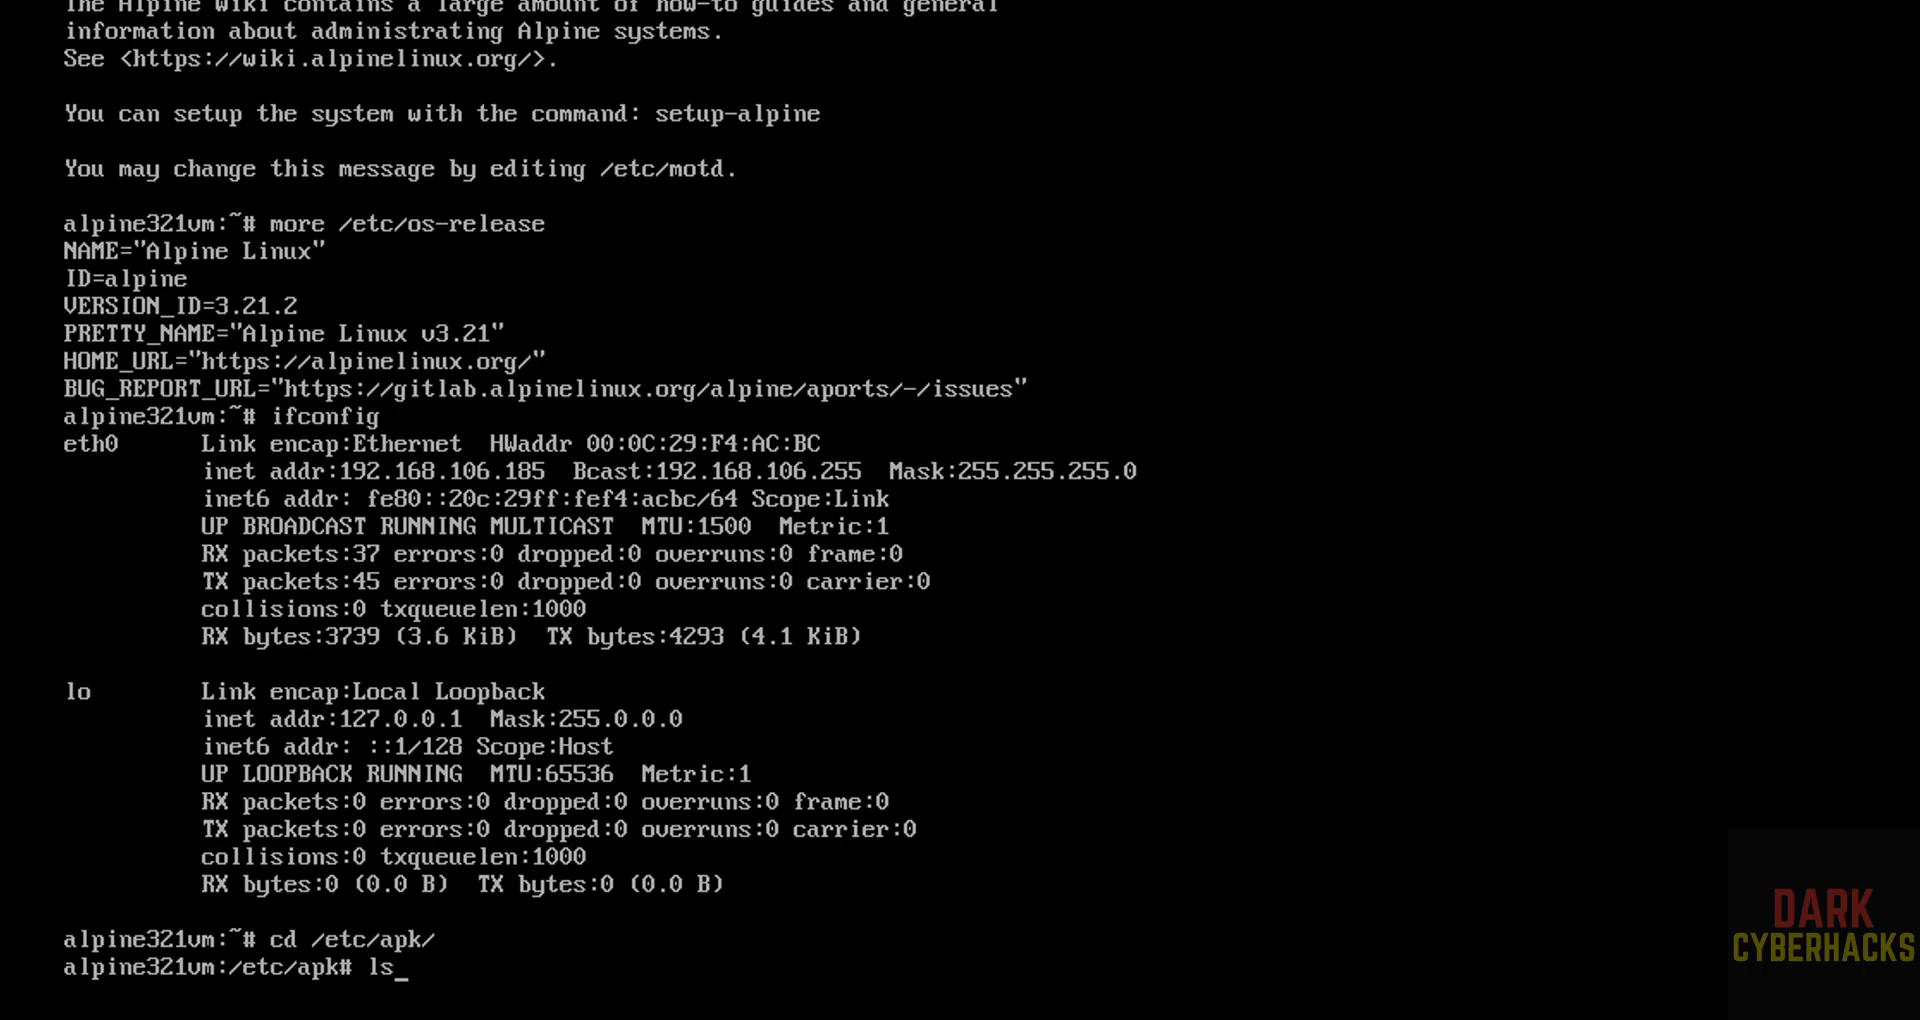 The Alpine Wiki contains a large amount of how-to guides and general
information about administrating Alpine systems.
See <https://wiki.alpinelinux.org/>.
You can setup the system with the command: setup-alpine
You may change this message by editing /etc/motd.
alpine321vm:~# more /etc/os-release
NAME="Alpine Linux"
ID=alpine
VERSION_ID=3.21.2
PRETTY_NAME="Alpine Linux v3.21"
HOME_URL="https://alpinelinux.org/"
BUG_REPORT_URL="https://gitlab.alpinelinux.org/alpine/aports/-/issues"
alpine321vm:~# ifconfig
eth0 Link encap:Ethernet HWaddr 00:0C:29:F4:AC:BC
inet addr:192.168.106.185 Bcast:192.168.106.255 Mask:255.255.255.0
inet6 addr: fe80::20c:29ff:fef4:acbc/64 Scope:Link
UP BROADCAST RUNNING MULTICAST MTU:1500 Metric:1
RX packets:37 errors:0 dropped:0 overruns:0 frame:0
TX packets:45 errors:0 dropped:0 overruns:0 carrier:0
collisions:0 txqueuelen:1000
RX bytes:3739 (3.6 KiB) TX bytes:4293 (4.1 KiB)
lo Link encap:Local Loopback
inet addr:127.0.0.1 Mask:255.0.0.0
inet6 addr: ::1/128 Scope:Host
UP LOOPBACK RUNNING MTU:65536 Metric:1
RX packets:0 errors:0 dropped:0 overruns:0 frame:0
TX packets:0 errors:0 dropped:0 overruns:0 carrier:0
collisions:0 txqueuelen:1000
RX bytes:0 (0.0 B) TX bytes:0 (0.0 B)
alpine321vm:~# cd /etc/apk/
alpine321vm:/etc/apk# ls_
DARK
CYBERHACKS